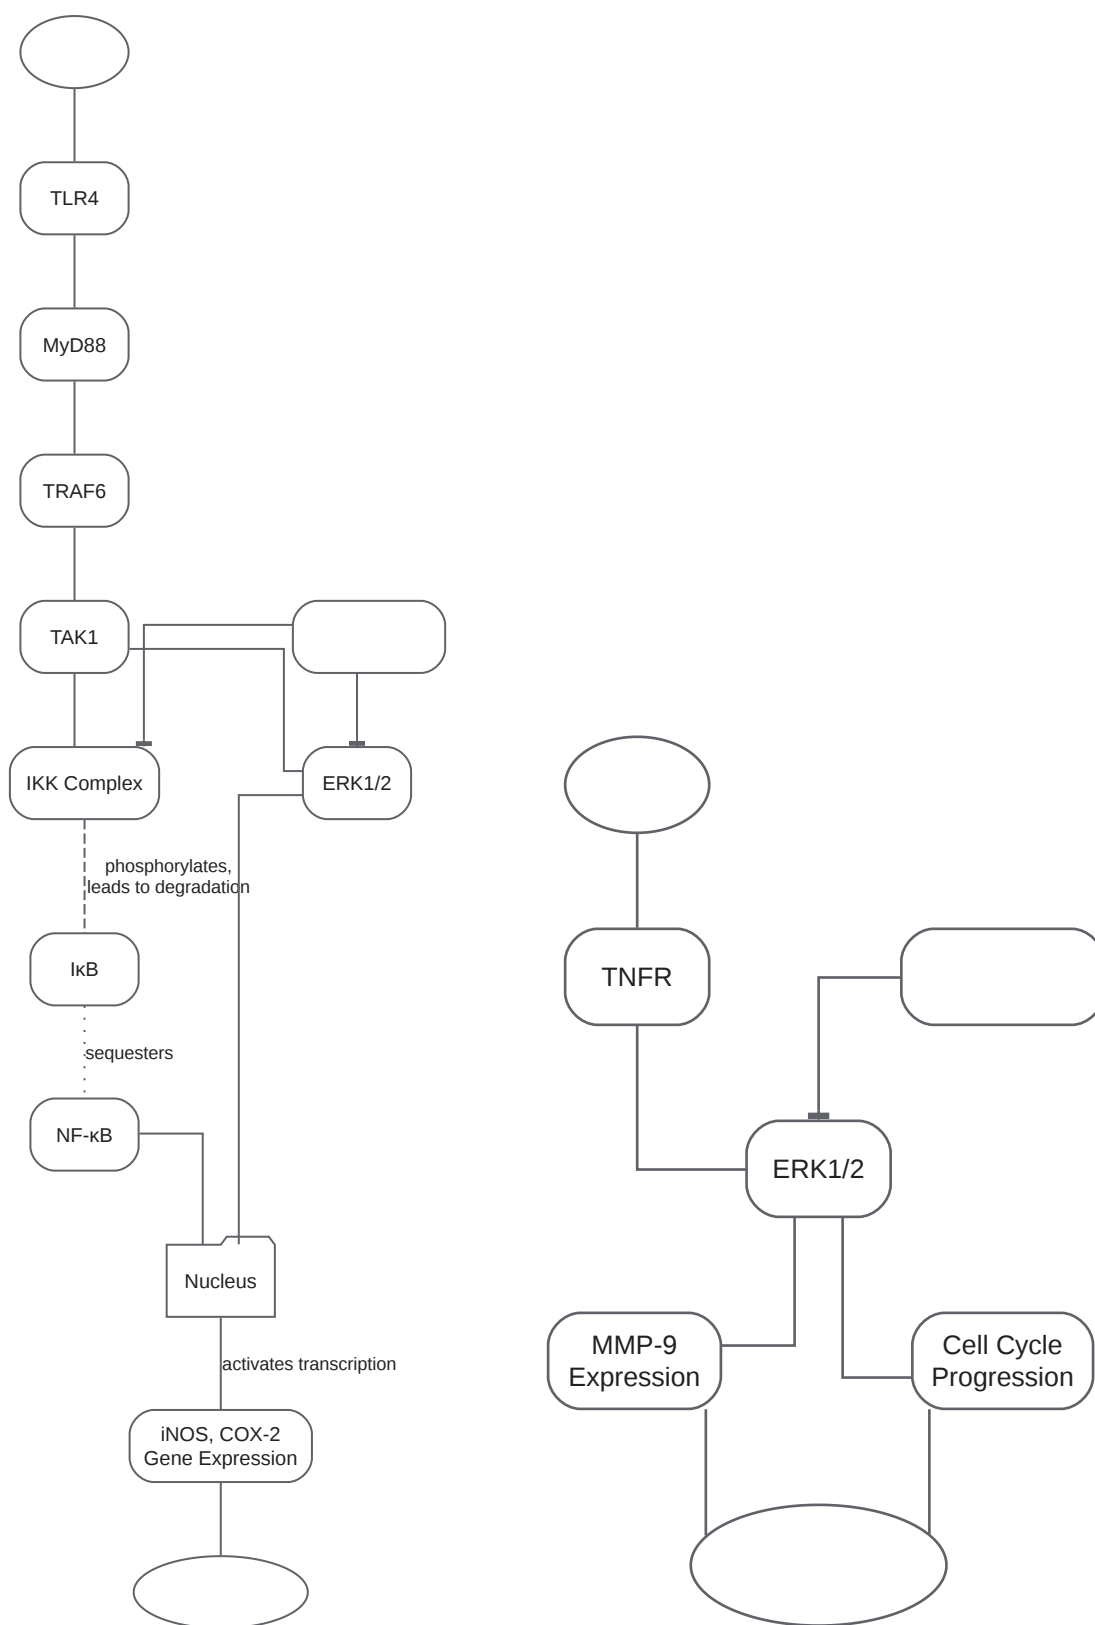 TLR4
MyD88
TRAF6
TAK1
IKK Complex
ERK1/2
phosphorylates,
leads to degradation
IκB
sequesters
NF-κB
Nucleus
activates transcription
iNOS, COX-2
Gene Expression
TNFR
ERK1/2
MMP-9
Expression
Cell Cycle
Progression